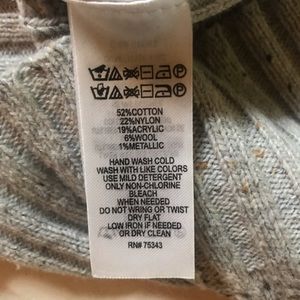 52%COTTON
22%NYLON
19%ACRYLIC
6%WOOL
1%METALLIC
HAND WASH COLD
WASH WITH LIKE COLORS
USE MILD DETERGENT
ONLY NON-CHLORINE
BLEACH
WHEN NEEDED
DO NOT WRING OR TWIST
DRY FLAT
LOW IRON IF NEEDED
OR DRY CLEAN
RN# 75343